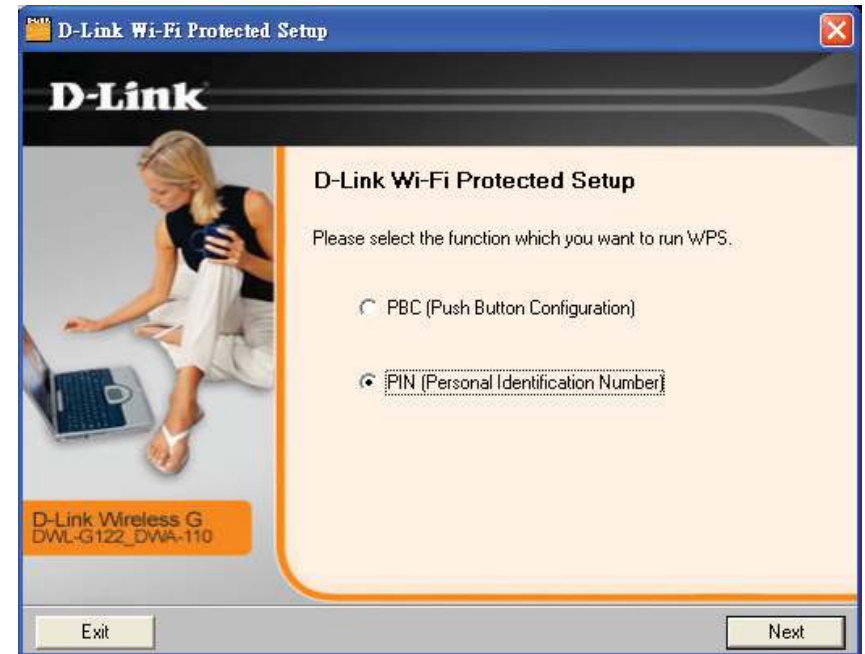 D-Link Wi-Fi Protected Setup
D-Link
D-Link Wi-Fi Protected Setup
Please select the function which you want to run WPS.
PBC (Push Button Configuration)
PIN (Personal Identification Number)
D-Link Wireless G
DWL-G122_DWA-110
Exit
Next